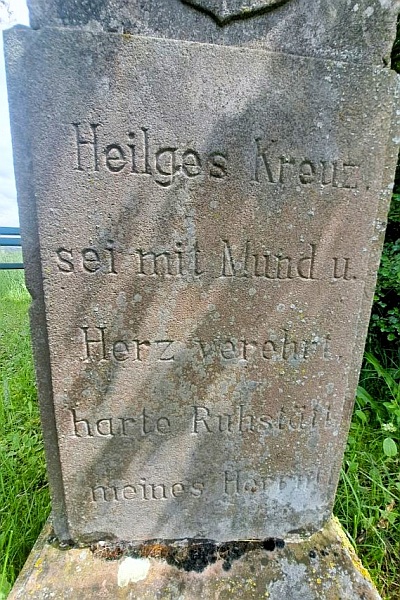 Heilges Kreuz,
sei mit Mund u.
Herz verehrt,
harte Ruhstätt
meines Herrn!